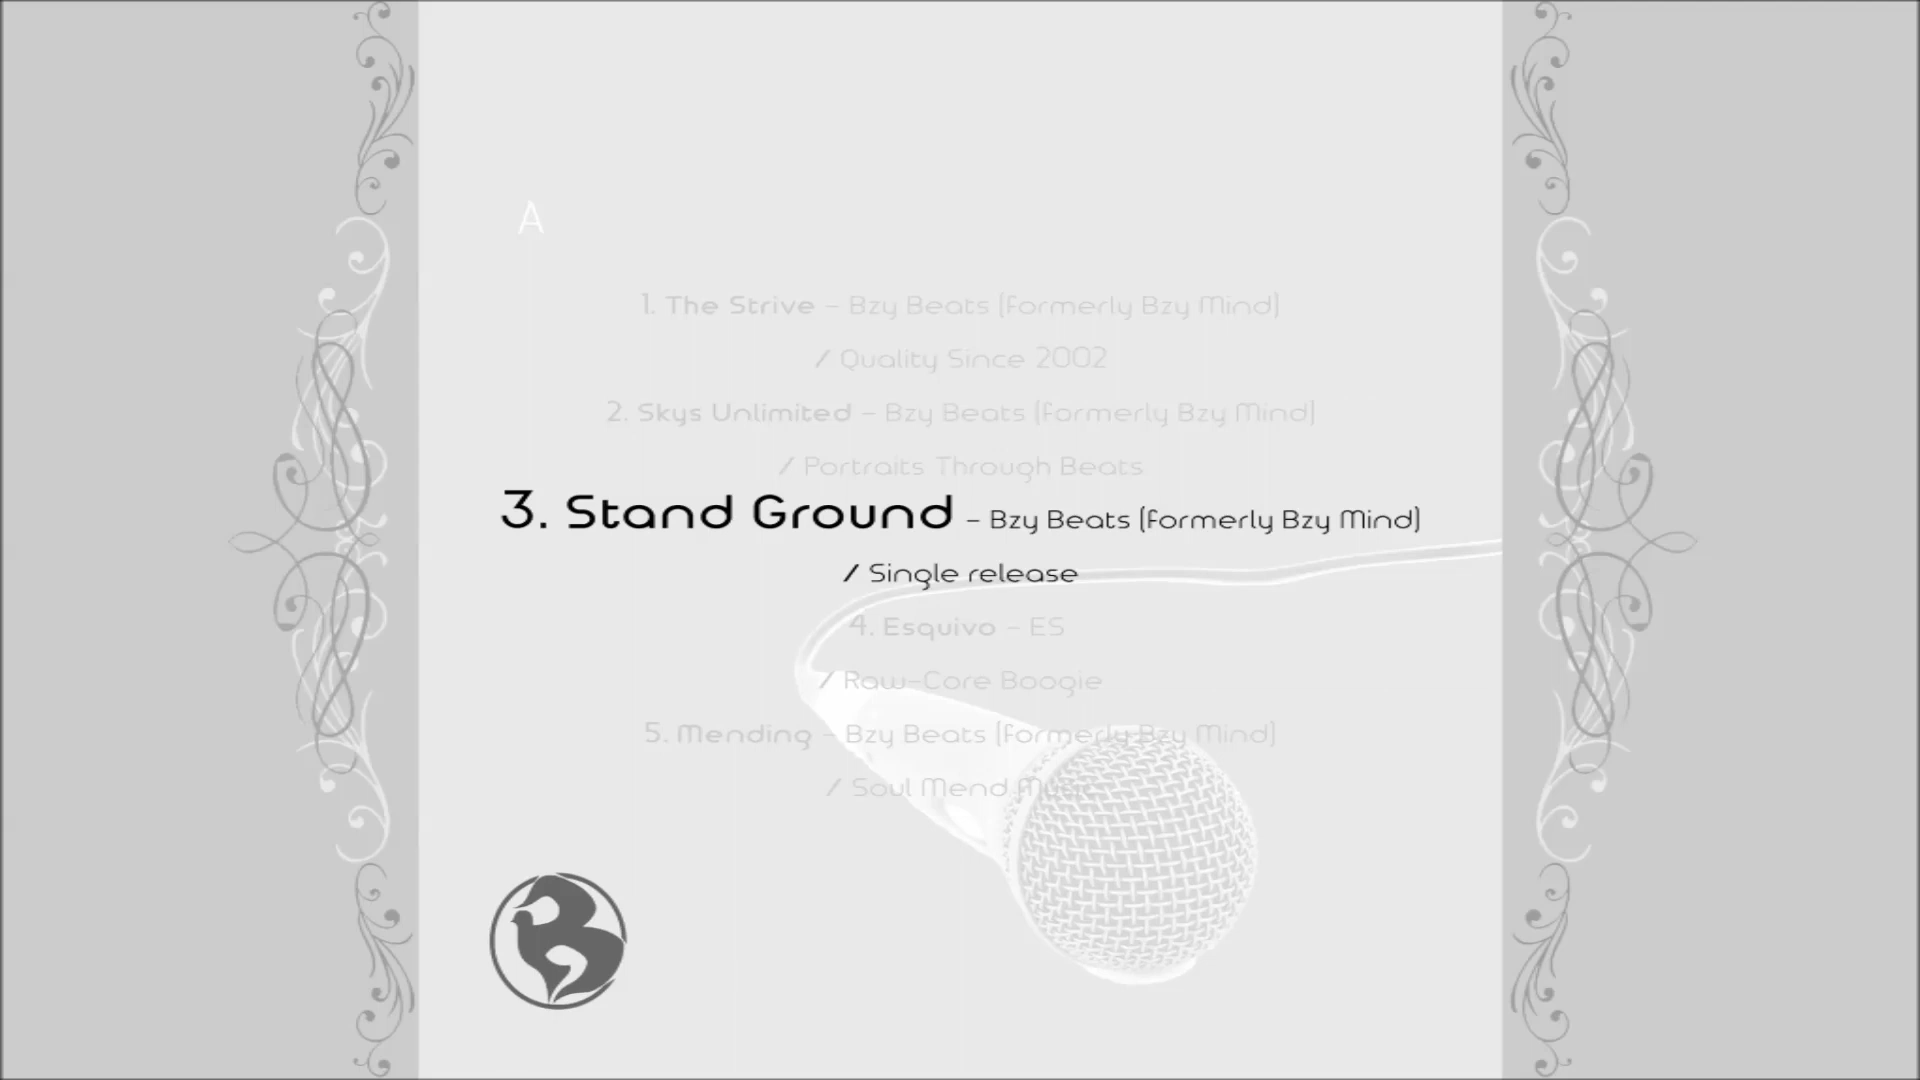 A
1. The Strive – Bzy Beats (formerly Bzy Mind)
/ Quality Since 2002
2. Skys Unlimited – Bzy Beats (formerly Bzy Mind)
/ Portraits Through Beats
3. Stand Ground – Bzy Beats (formerly Bzy Mind)
/ Single release
4. Esquivo – ES
/ Raw-Core Boogie
5. Mending – Bzy Beats (formerly Bzy Mind)
/ Soul Mend Music